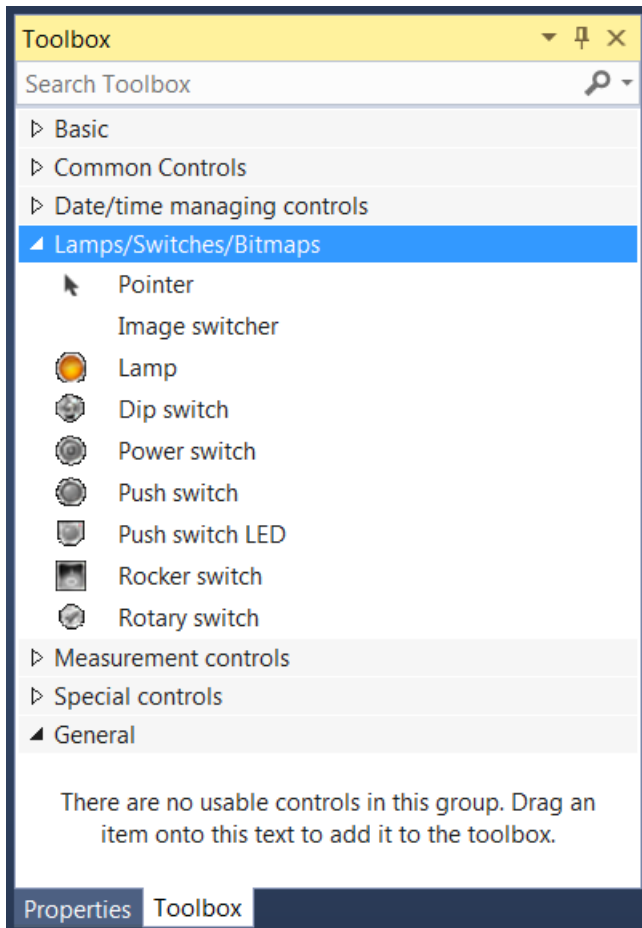 Toolbox
Search Toolbox
Basic
Common Controls
Date/time managing controls
Lamps/Switches/Bitmaps
Pointer
Image switcher
Lamp
Dip switch
Power switch
Push switch
Push switch LED
Rocker switch
Rotary switch
Measurement controls
Special controls
General
There are no usable controls in this group. Drag an
item onto this text to add it to the toolbox.
Properties Toolbox